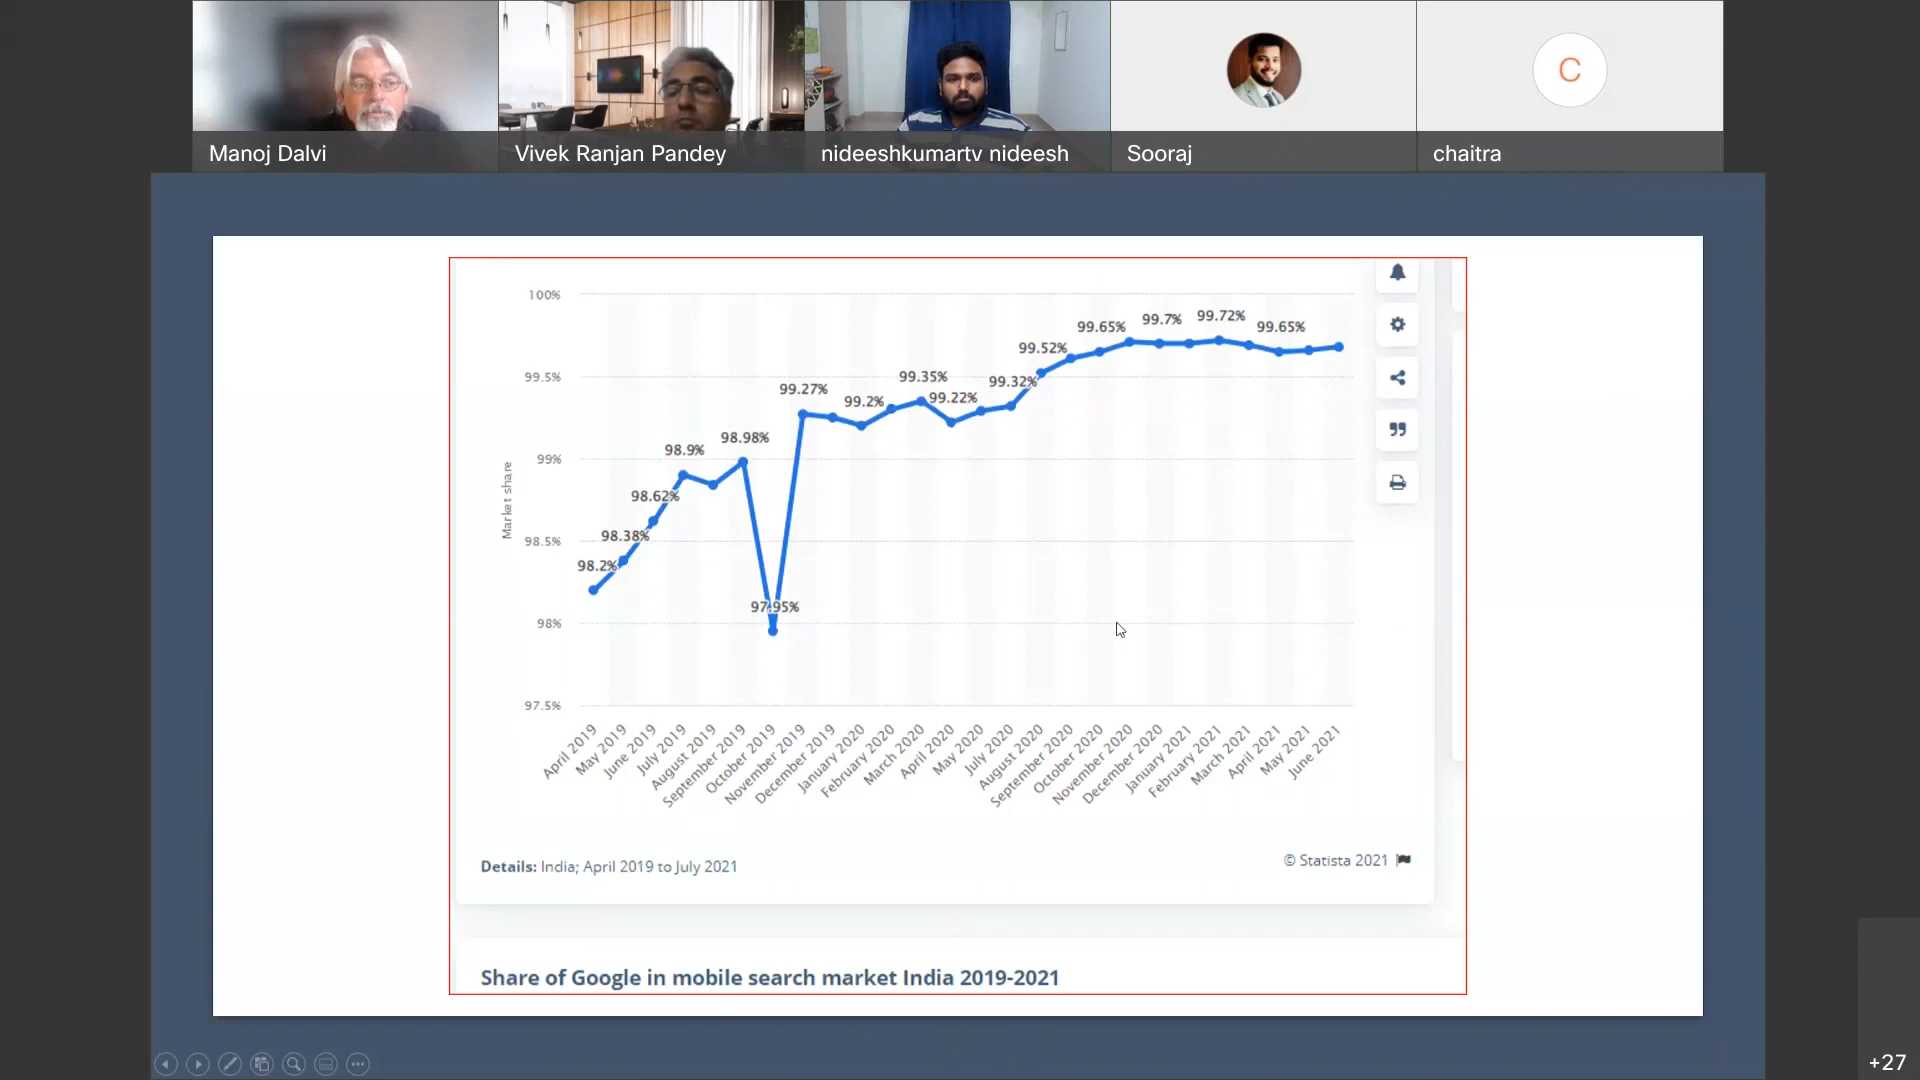 Manoj Dalvi
Vivek Ranjan Pandey
nideeshkumartv nideesh
Sooraj
C
chaitra
100%
99.5%
99%
98.5%
98%
97.5%
Market share
98.2%
98.38%
98.62%
98.9%
98.98%
97.95%
99.27%
99.2%
99.35%
99.22%
99.32%
99.52%
99.65%
99.7%
99.72%
99.65%
April 2019
May 2019
June 2019
July 2019
August 2019
September 2019
October 2019
November 2019
December 2019
January 2020
February 2020
March 2020
April 2020
May 2020
July 2020
August 2020
September 2020
October 2020
November 2020
December 2020
January 2021
February 2021
March 2021
April 2021
May 2021
June 2021
Details: India; April 2019 to July 2021
© Statista 2021
Share of Google in mobile search market India 2019-2021
+27